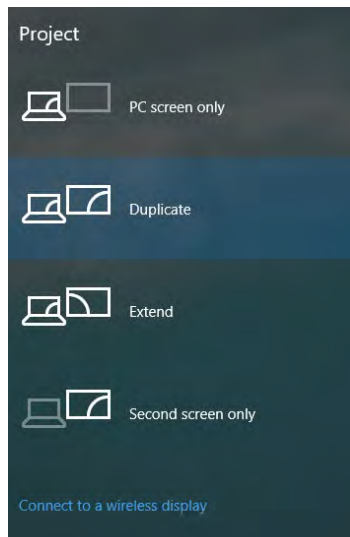 Project
PC screen only
Duplicate
Extend
Second screen only
Connect to a wireless display